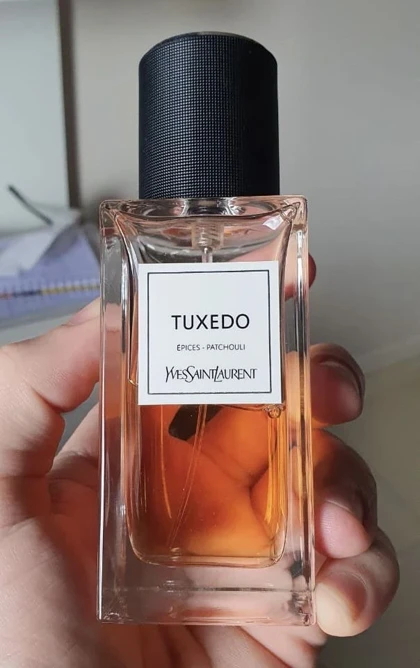 TUXEDO
ÉPICES - PATCHOULI
YVESSAINTLAURENT